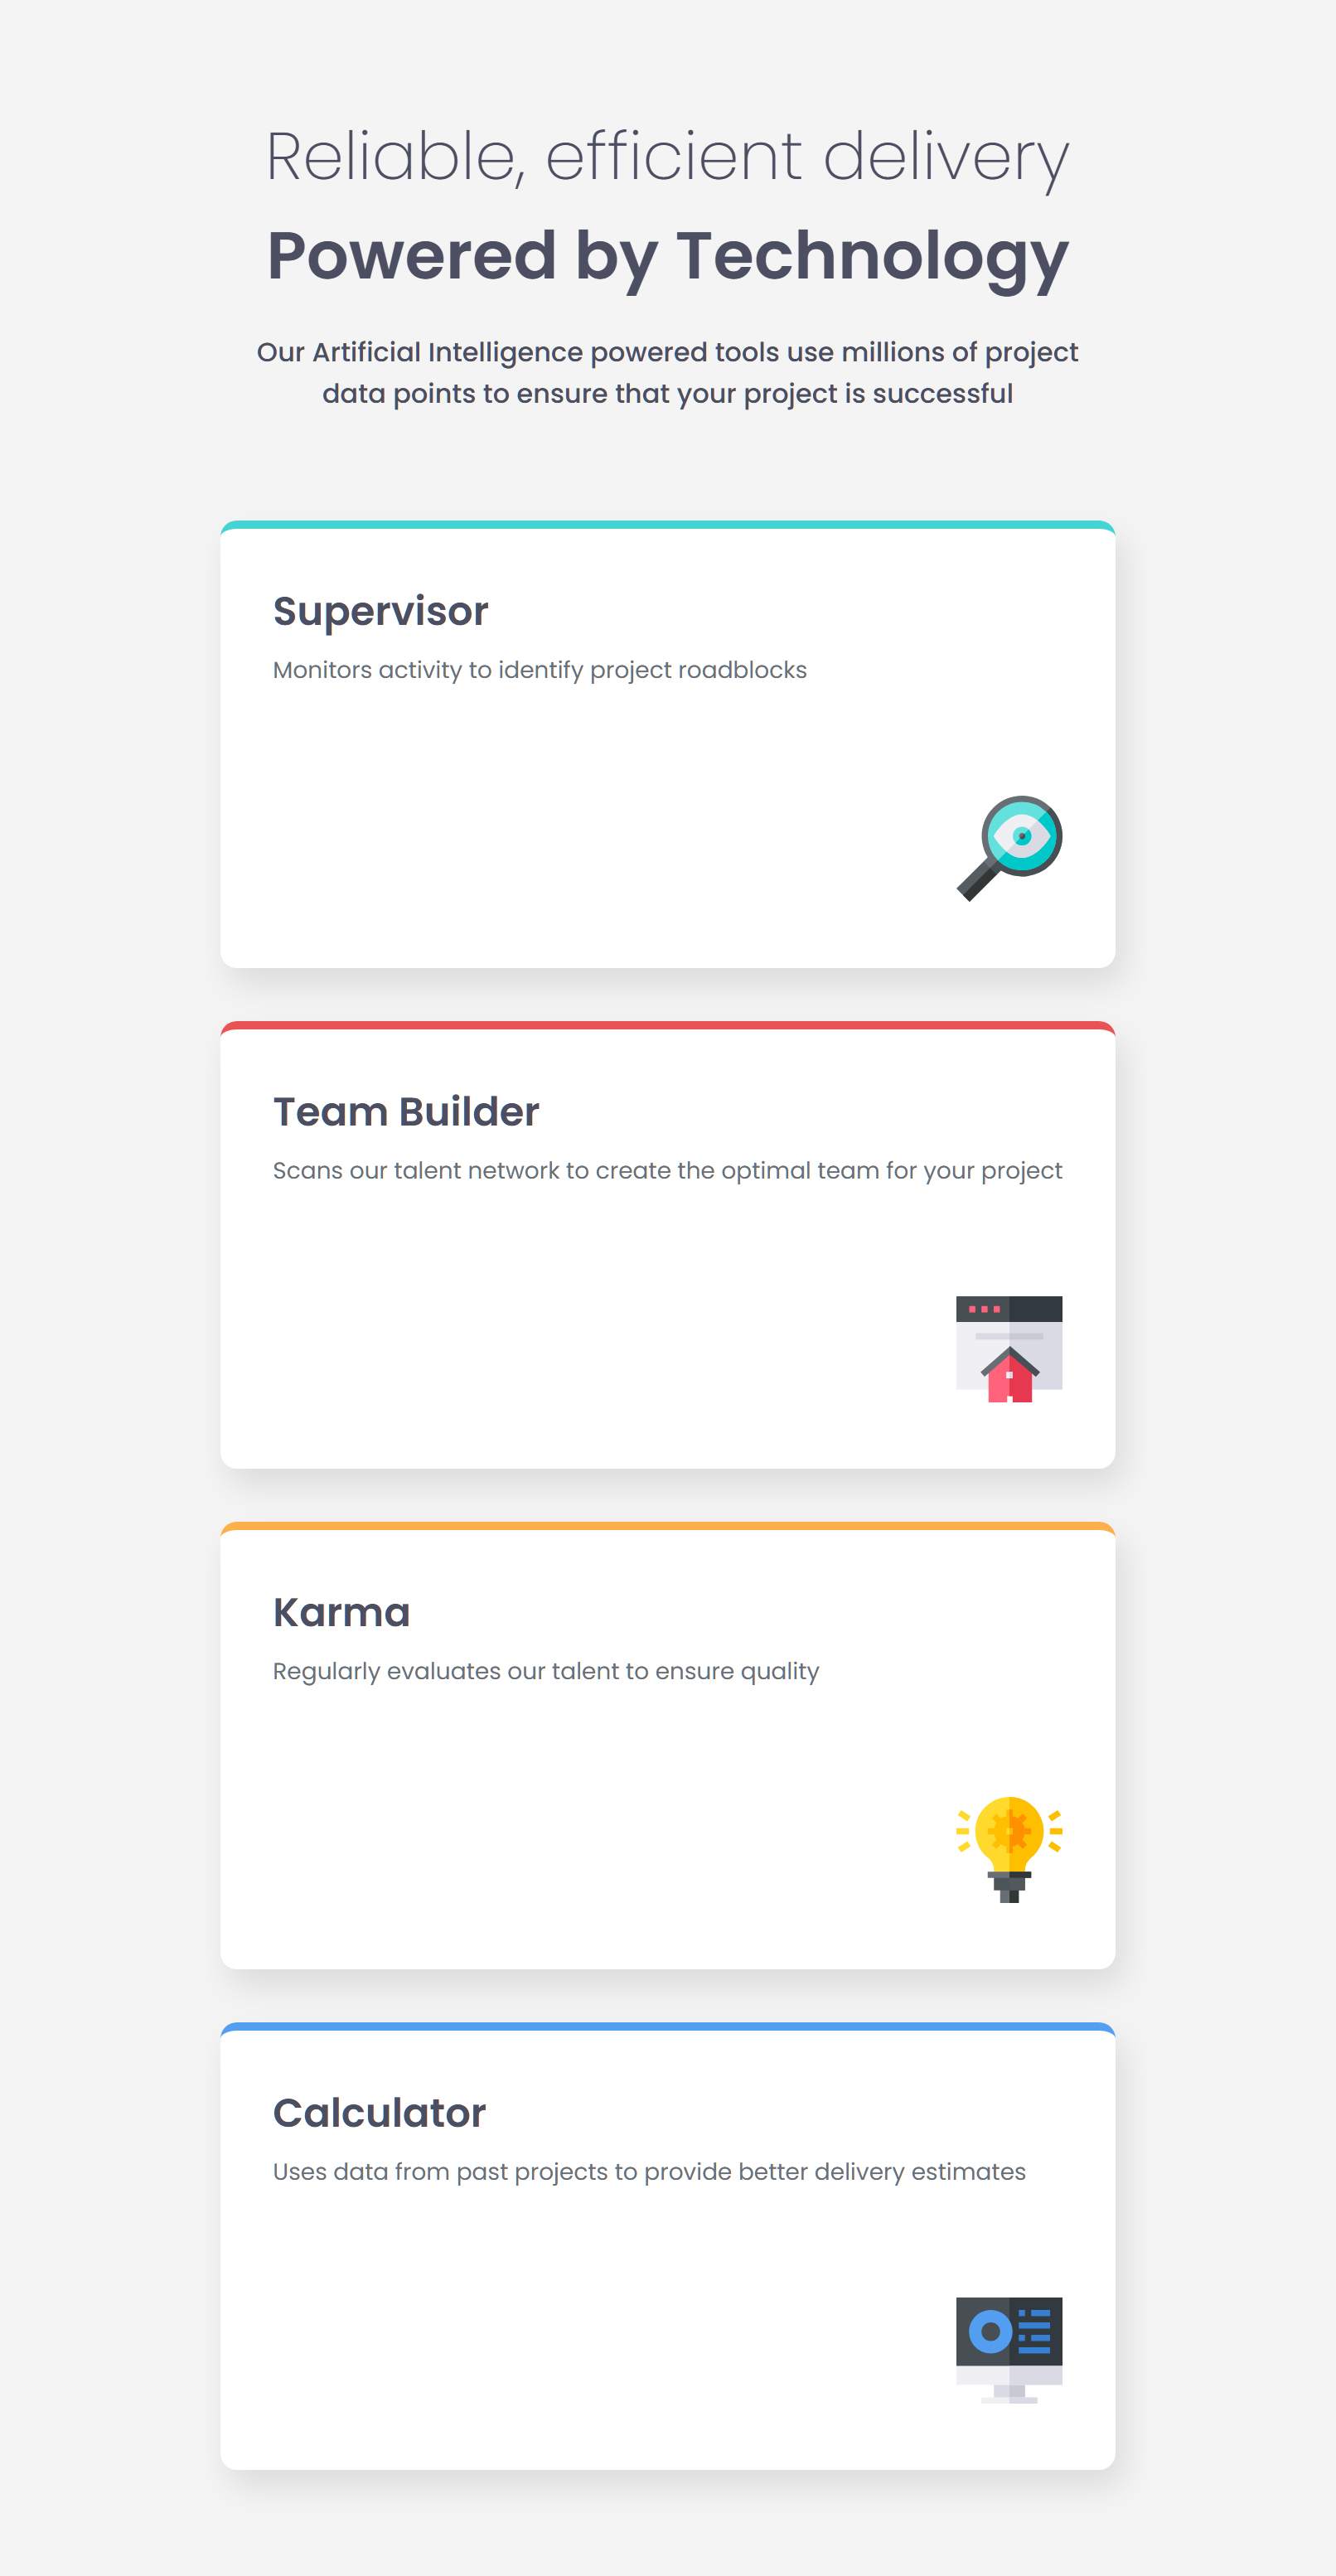 Reliable, efficient delivery
Powered by Technology
Our Artificial Intelligence powered tools use millions of project
data points to ensure that your project is successful
Supervisor
Monitors activity to identify project roadblocks
Team Builder
Scans our talent network to create the optimal team for your project
Karma
Regularly evaluates our talent to ensure quality
Calculator
Uses data from past projects to provide better delivery estimates